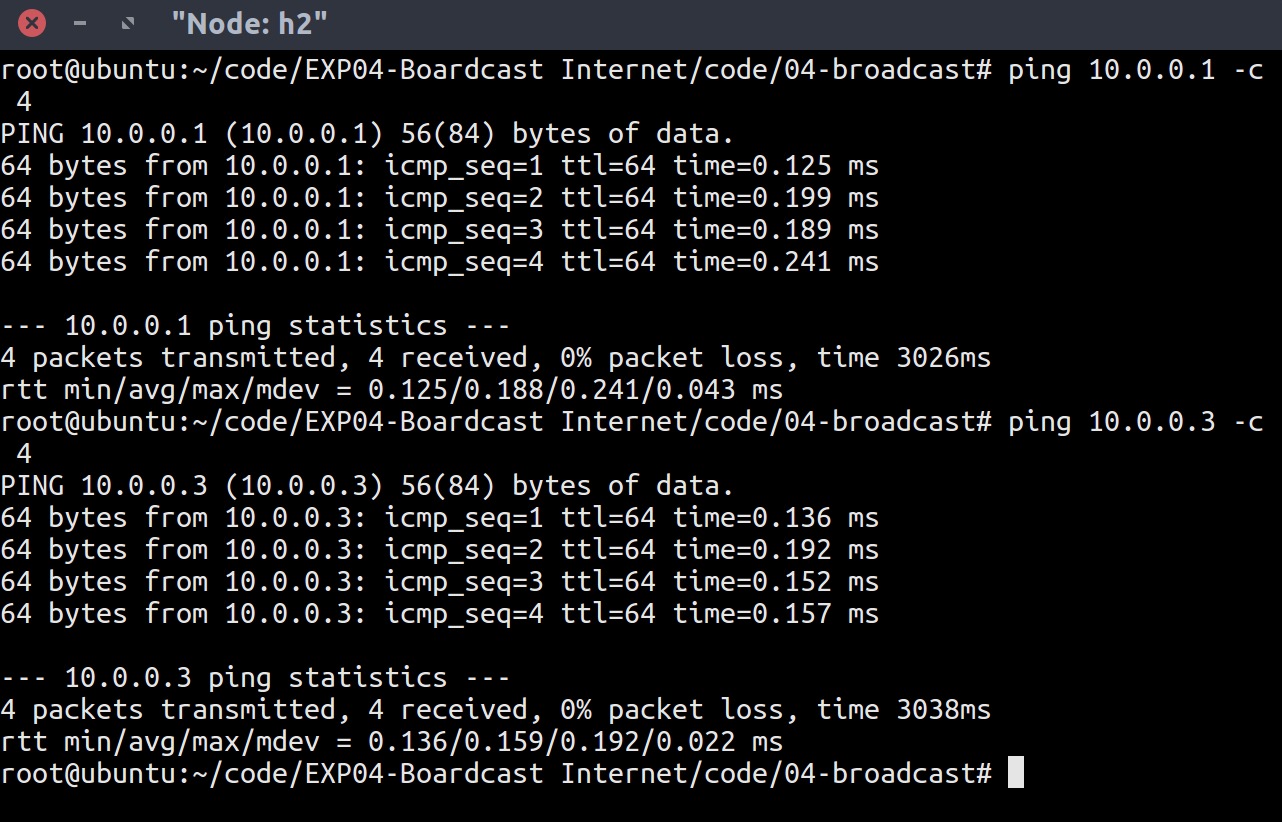 "Node: h2"
root@ubuntu:~/code/EXP04-Boardcast Internet/code/04-broadcast# ping 10.0.0.1 -c
4
PING 10.0.0.1 (10.0.0.1) 56(84) bytes of data.
64 bytes from 10.0.0.1: icmp_seq=1 ttl=64 time=0.125 ms
64 bytes from 10.0.0.1: icmp_seq=2 ttl=64 time=0.199 ms
64 bytes from 10.0.0.1: icmp_seq=3 ttl=64 time=0.189 ms
64 bytes from 10.0.0.1: icmp_seq=4 ttl=64 time=0.241 ms
--- 10.0.0.1 ping statistics ---
4 packets transmitted, 4 received, 0% packet loss, time 3026ms
rtt min/avg/max/mdev = 0.125/0.188/0.241/0.043 ms
root@ubuntu:~/code/EXP04-Boardcast Internet/code/04-broadcast# ping 10.0.0.3 -c
4
PING 10.0.0.3 (10.0.0.3) 56(84) bytes of data.
64 bytes from 10.0.0.3: icmp_seq=1 ttl=64 time=0.136 ms
64 bytes from 10.0.0.3: icmp_seq=2 ttl=64 time=0.192 ms
64 bytes from 10.0.0.3: icmp_seq=3 ttl=64 time=0.152 ms
64 bytes from 10.0.0.3: icmp_seq=4 ttl=64 time=0.157 ms
--- 10.0.0.3 ping statistics ---
4 packets transmitted, 4 received, 0% packet loss, time 3038ms
rtt min/avg/max/mdev = 0.136/0.159/0.192/0.022 ms
root@ubuntu:~/code/EXP04-Boardcast Internet/code/04-broadcast#